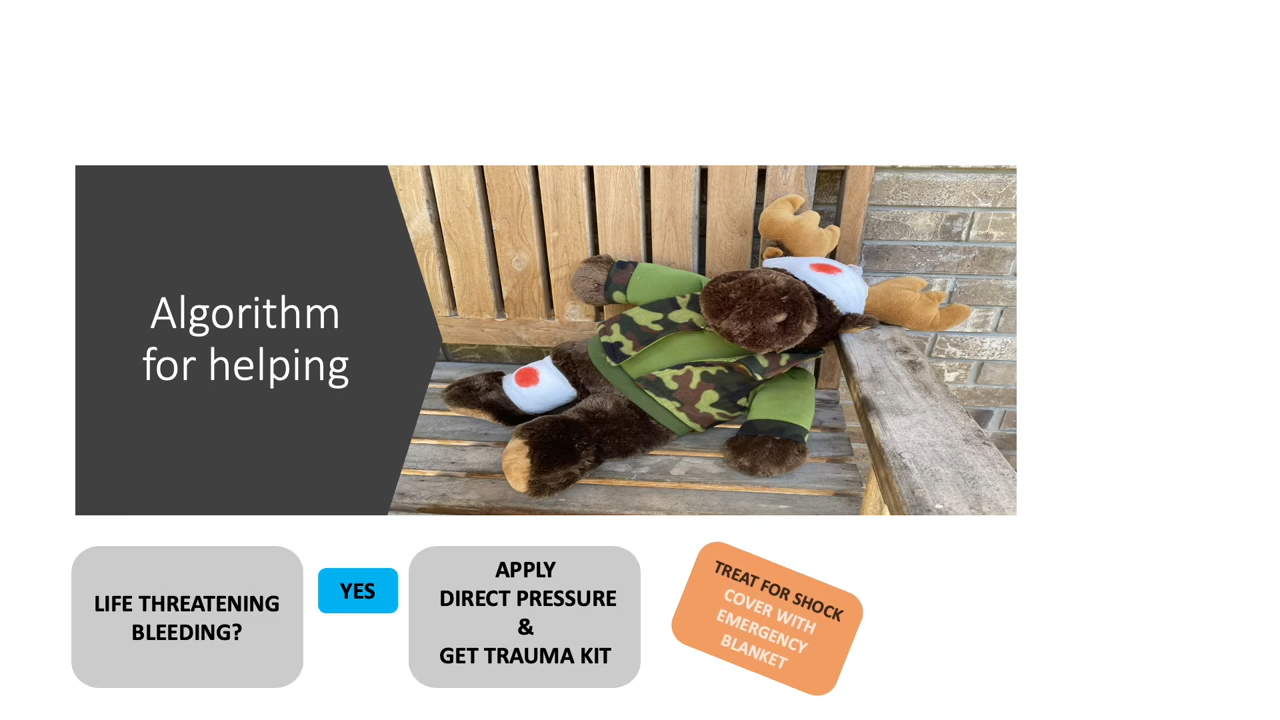 Algorithm
for helping
LIFE THREATENING
BLEEDING?
YES
APPLY
DIRECT PRESSURE
&
GET TRAUMA KIT
TREAT FOR SHOCK
COVER WITH
EMERGENCY
BLANKET